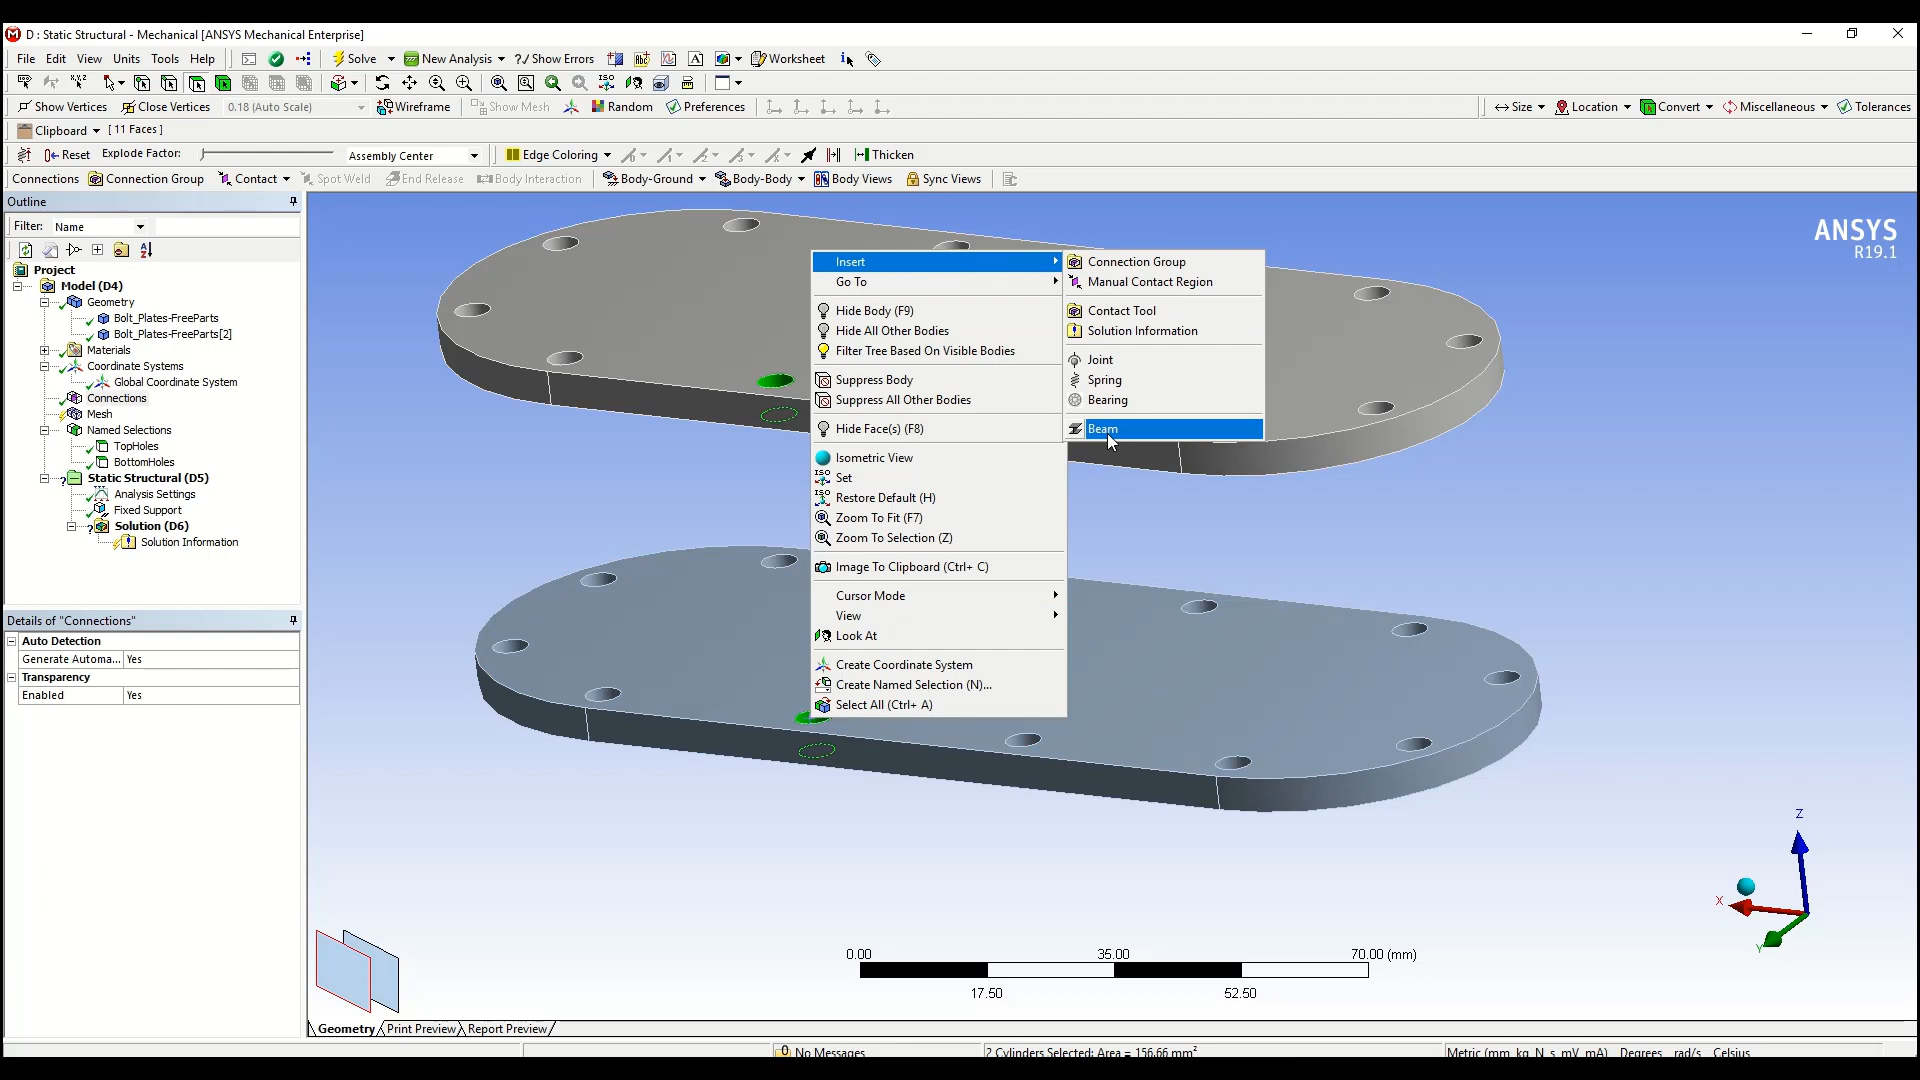 D : Static Structural - Mechanical [ANSYS Mechanical Enterprise]
File Edit View Units Tools Help Solve New Analysis ?/ Show Errors Worksheet
Show Vertices Close Vertices 0.18 (Auto Scale) Wireframe Show Mesh Random Preferences Size Location Convert Miscellaneous Tolerances
Clipboard [ 11 Faces ]
Reset Explode Factor: Assembly Center Edge Coloring Thicken
Connections Connection Group Contact Spot Weld End Release Body Interaction Body-Ground Body-Body Body Views Sync Views
Outline
Filter: Name
Project
Model (D4)
Geometry
Bolt_Plates-FreeParts
Bolt_Plates-FreeParts[2]
Materials
Coordinate Systems
Global Coordinate System
Connections
Mesh
Named Selections
TopHoles
BottomHoles
Static Structural (D5)
Analysis Settings
Fixed Support
Solution (D6)
Solution Information
Details of "Connections"
Auto Detection
Generate Automa... Yes
Transparency
Enabled Yes
ANSYS
R19.1
Insert
Go To
Hide Body (F9)
Hide All Other Bodies
Filter Tree Based On Visible Bodies
Suppress Body
Suppress All Other Bodies
Hide Face(s) (F8)
Isometric View
Set
Restore Default (H)
Zoom To Fit (F7)
Zoom To Selection (Z)
Image To Clipboard (Ctrl+ C)
Cursor Mode
View
Look At
Create Coordinate System
Create Named Selection (N)...
Select All (Ctrl+ A)
Connection Group
Manual Contact Region
Contact Tool
Solution Information
Joint
Spring
Bearing
Beam
Z
X
Y
0.00 35.00 70.00 (mm)
17.50 52.50
Geometry Print Preview Report Preview
0 No Messages 2 Cylinders Selected: Area = 156.66 mm² Metric (mm, kg, N, s, mV, mA) Degrees rad/s Celsius